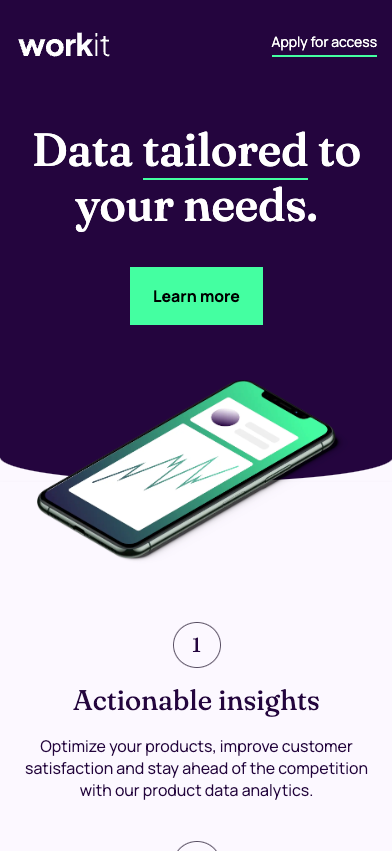 workit
Apply for access
Data tailored to
your needs.
Learn more
1
Actionable insights
Optimize your products, improve customer
satisfaction and stay ahead of the competition
with our product data analytics.